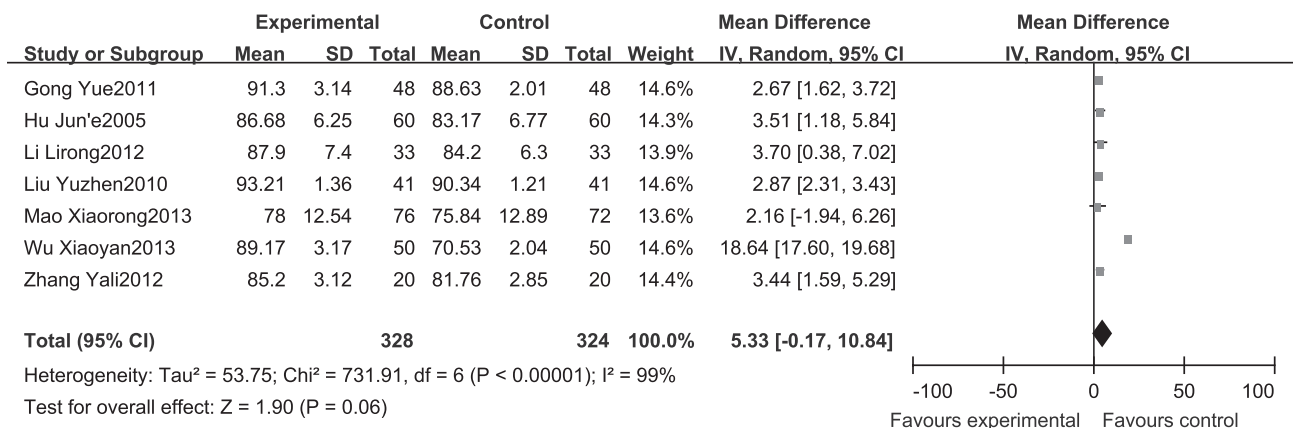 Experimental Control Mean Difference Mean Difference
Study or Subgroup Mean SD Total Mean SD Total Weight IV, Random, 95% CI IV, Random, 95% CI
Gong Yue2011 91.3 3.14 48 88.63 2.01 48 14.6% 2.67 [1.62, 3.72]
Hu Jun'e2005 86.68 6.25 60 83.17 6.77 60 14.3% 3.51 [1.18, 5.84]
Li Lirong2012 87.9 7.4 33 84.2 6.3 33 13.9% 3.70 [0.38, 7.02]
Liu Yuzhen2010 93.21 1.36 41 90.34 1.21 41 14.6% 2.87 [2.31, 3.43]
Mao Xiaorong2013 78 12.54 76 75.84 12.89 72 13.6% 2.16 [-1.94, 6.26]
Wu Xiaoyan2013 89.17 3.17 50 70.53 2.04 50 14.6% 18.64 [17.60, 19.68]
Zhang Yali2012 85.2 3.12 20 81.76 2.85 20 14.4% 3.44 [1.59, 5.29]
Total (95% CI) 328 324 100.0% 5.33 [-0.17, 10.84]
Heterogeneity: Tau² = 53.75; Chi² = 731.91, df = 6 (P < 0.00001); I² = 99%
Test for overall effect: Z = 1.90 (P = 0.06)
-100 -50 0 50 100
Favours experimental Favours control